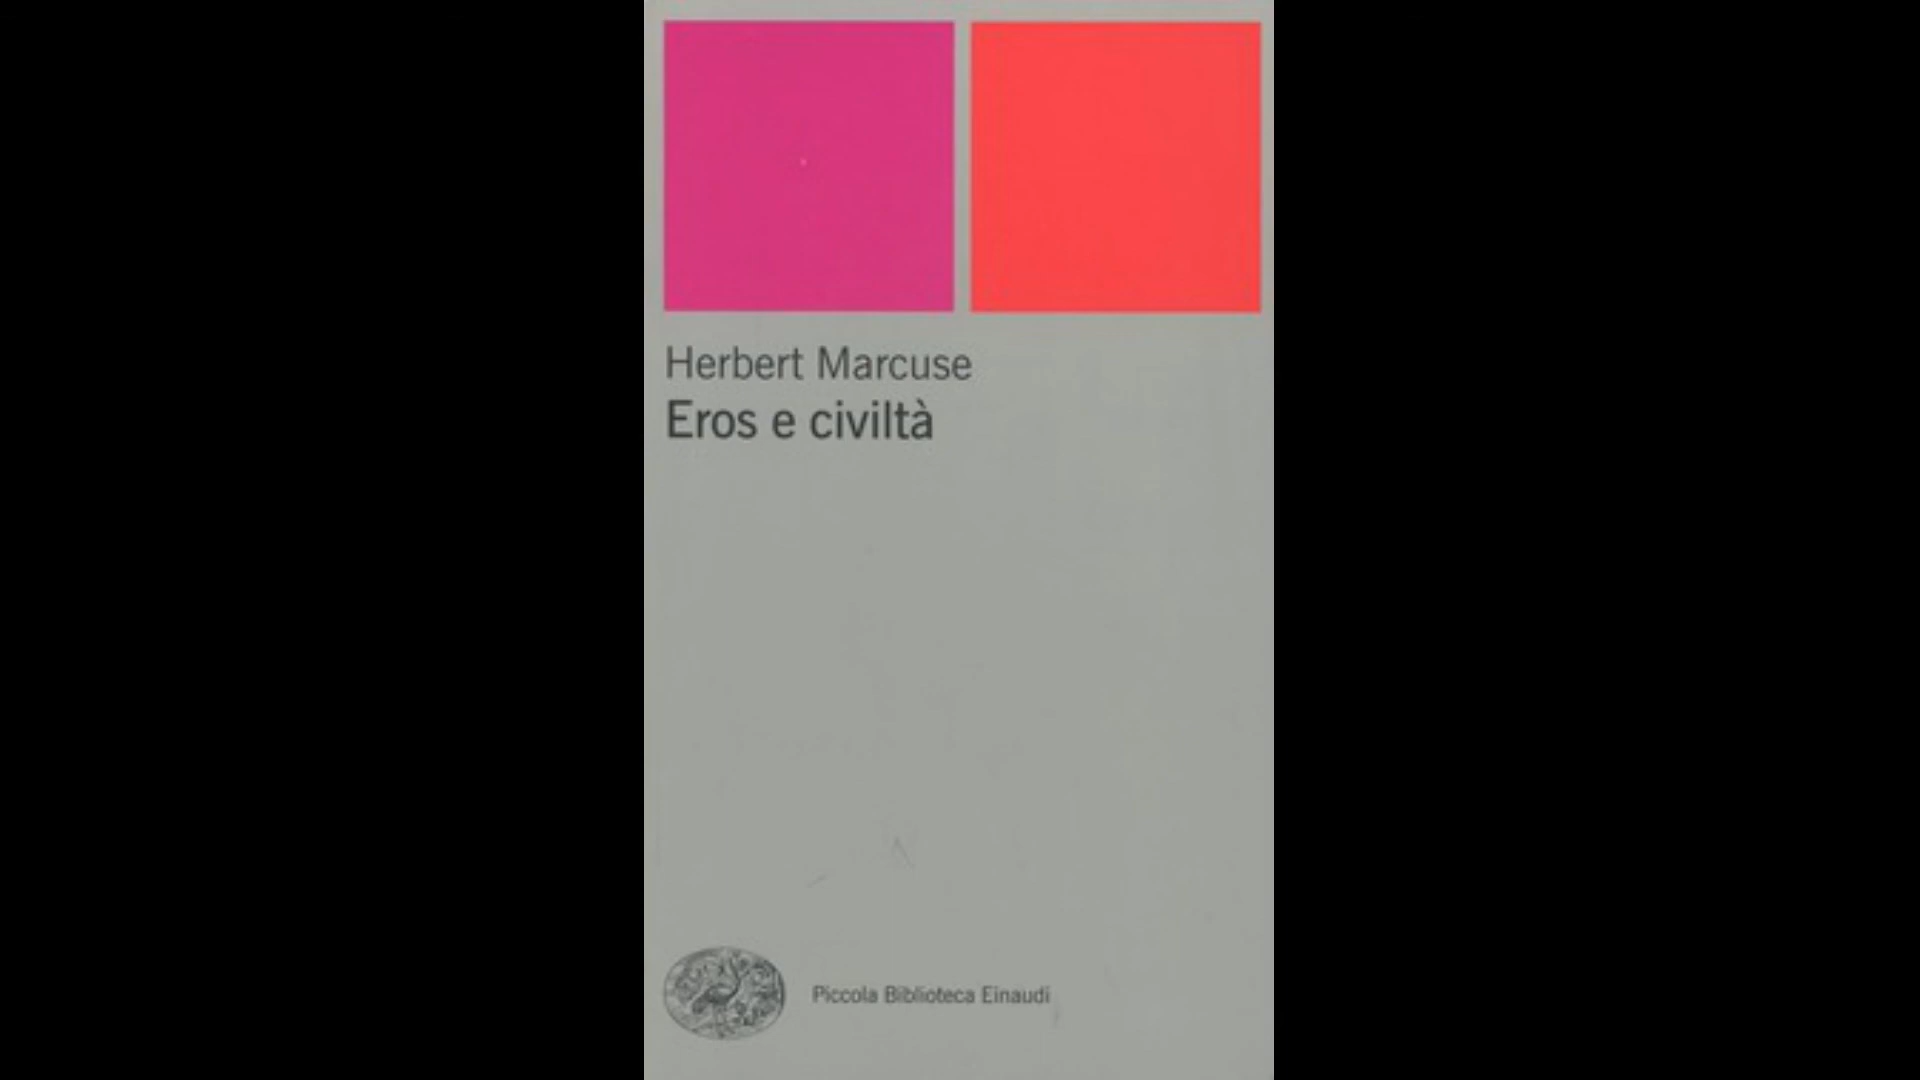 Herbert Marcuse
Eros e civiltà
Piccola Biblioteca Einaudi